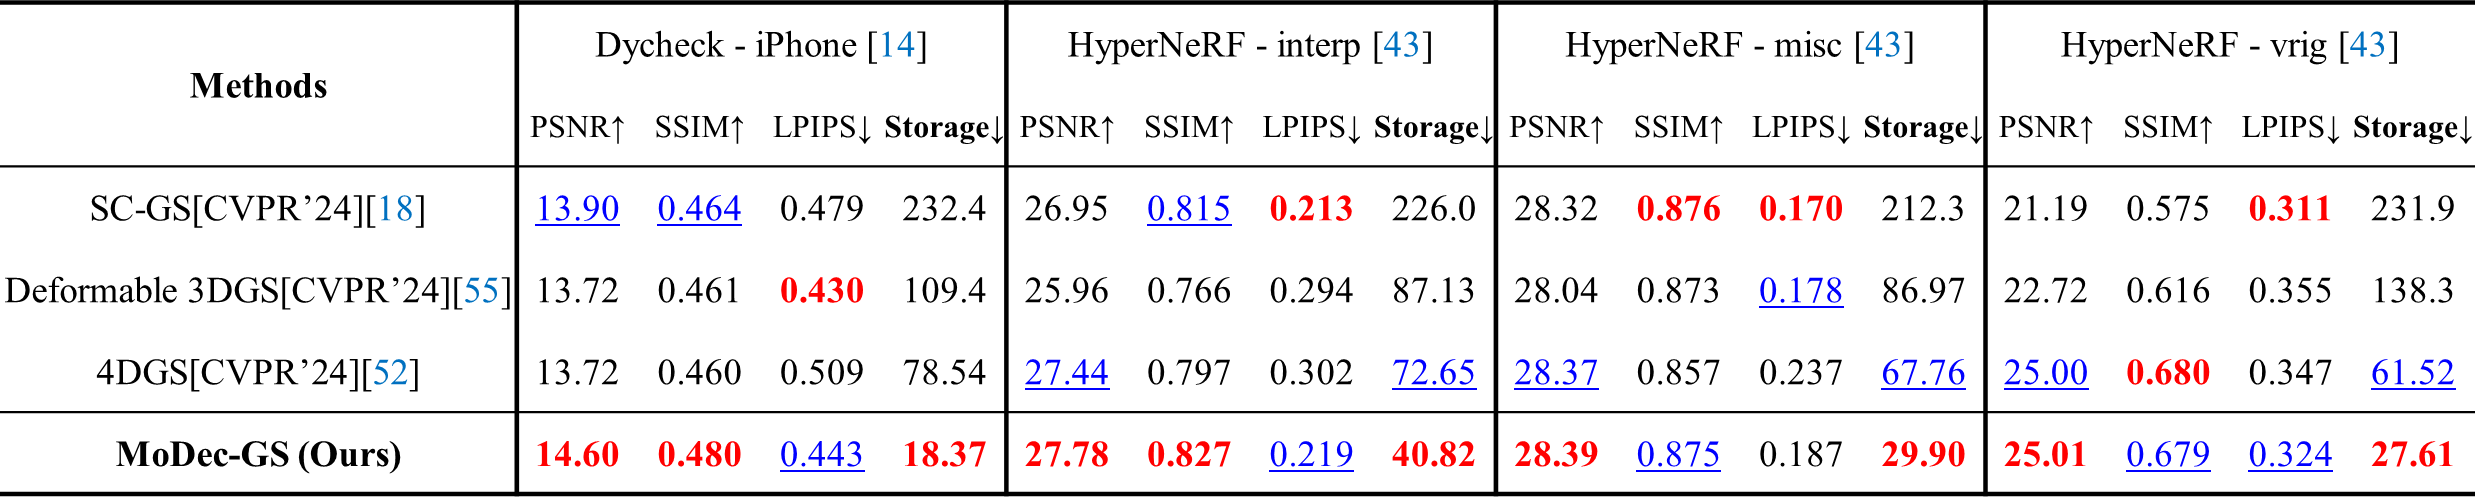 Methods Dycheck - iPhone [14] HyperNeRF - interp [43] HyperNeRF - misc [43] HyperNeRF - vrig [43]
PSNR↑ SSIM↑ LPIPS↓ Storage↓ PSNR↑ SSIM↑ LPIPS↓ Storage↓ PSNR↑ SSIM↑ LPIPS↓ Storage↓ PSNR↑ SSIM↑ LPIPS↓ Storage↓
SC-GS[CVPR’24][18] 13.90 0.464 0.479 232.4 26.95 0.815 0.213 226.0 28.32 0.876 0.170 212.3 21.19 0.575 0.311 231.9
Deformable 3DGS[CVPR’24][55] 13.72 0.461 0.430 109.4 25.96 0.766 0.294 87.13 28.04 0.873 0.178 86.97 22.72 0.616 0.355 138.3
4DGS[CVPR’24][52] 13.72 0.460 0.509 78.54 27.44 0.797 0.302 72.65 28.37 0.857 0.237 67.76 25.00 0.680 0.347 61.52
MoDec-GS (Ours) 14.60 0.480 0.443 18.37 27.78 0.827 0.219 40.82 28.39 0.875 0.187 29.90 25.01 0.679 0.324 27.61